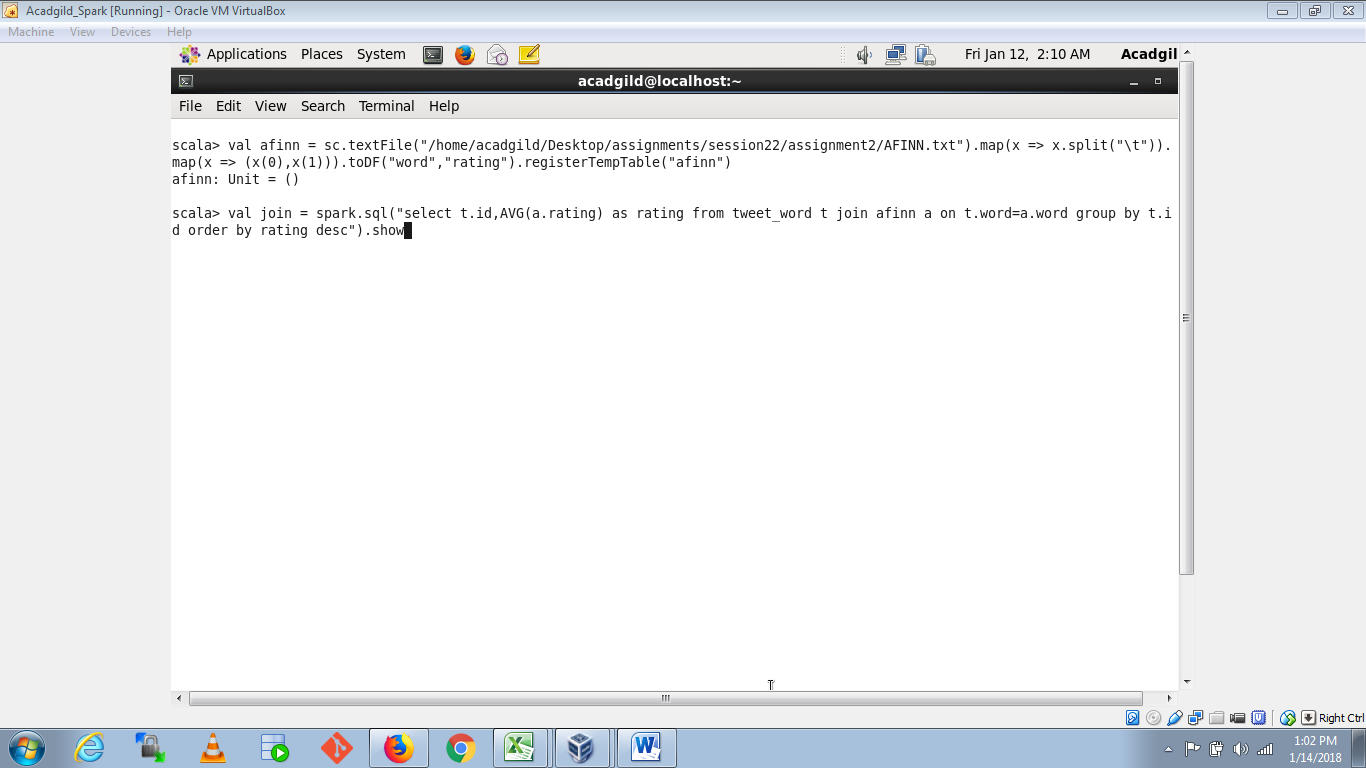 Acadgild_Spark [Running] - Oracle VM VirtualBox
Machine View Devices Help
Applications Places System Fri Jan 12, 2:10 AM Acadgil
acadgild@localhost:~
File Edit View Search Terminal Help
scala> val afinn = sc.textFile("/home/acadgild/Desktop/assignments/session22/assignment2/AFINN.txt").map(x => x.split("\t")).
map(x => (x(0),x(1))).toDF("word","rating").registerTempTable("afinn")
afinn: Unit = ()
scala> val join = spark.sql("select t.id,AVG(a.rating) as rating from tweet_word t join afinn a on t.word=a.word group by t.i
d order by rating desc").show
Right Ctrl
1:02 PM
1/14/2018